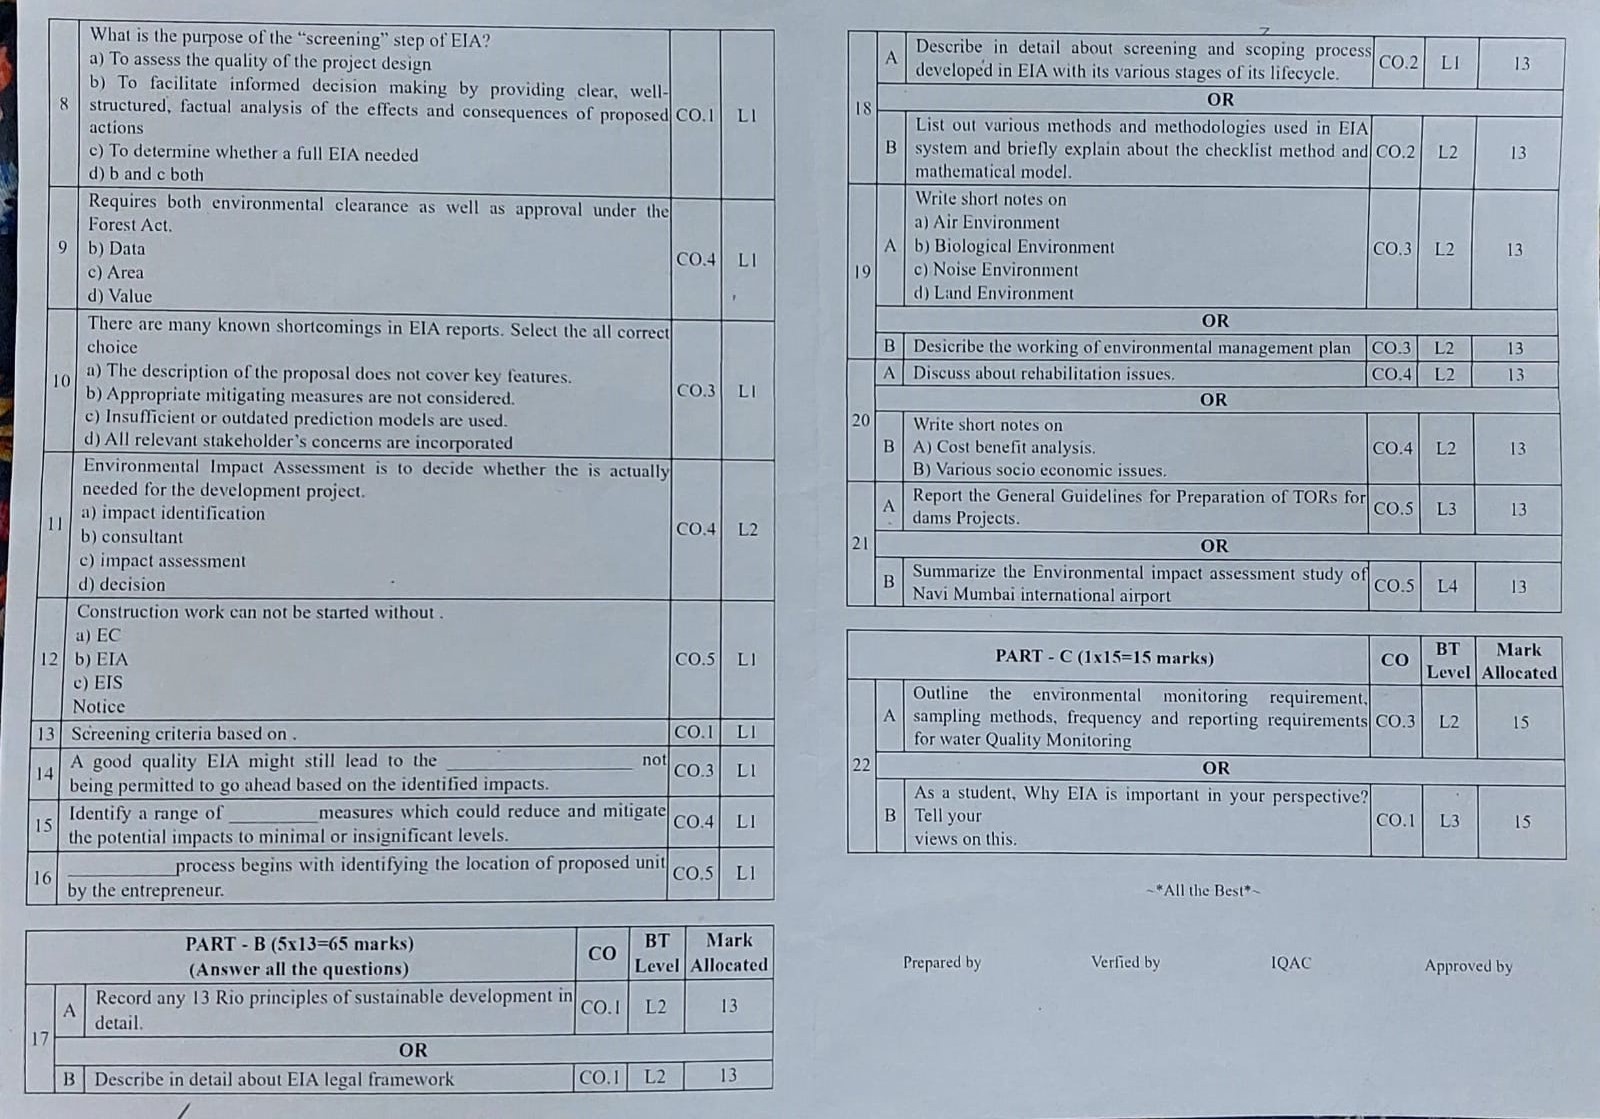 8
What is the purpose of the “screening” step of EIA?
a) To assess the quality of the project design
b) To facilitate informed decision making by providing clear, well-
structured, factual analysis of the effects and consequences of proposed
actions
c) To determine whether a full EIA needed
d) b and c both
CO.1 L1
9
Requires both environmental clearance as well as approval under the
Forest Act.
b) Data
c) Area
d) Value
CO.4 L1
10
There are many known shortcomings in EIA reports. Select the all correct
choice
a) The description of the proposal does not cover key features.
b) Appropriate mitigating measures are not considered.
c) Insufficient or outdated prediction models are used.
d) All relevant stakeholder’s concerns are incorporated
CO.3 L1
11
Environmental Impact Assessment is to decide whether the is actually
needed for the development project.
a) impact identification
b) consultant
c) impact assessment
d) decision
CO.4 L2
12
Construction work can not be started without .
a) EC
b) EIA
c) EIS
Notice
CO.5 L1
13 Screening criteria based on . CO.1 L1
14
A good quality EIA might still lead to the ____________________ not
being permitted to go ahead based on the identified impacts.
CO.3 L1
15
Identify a range of _________measures which could reduce and mitigate
the potential impacts to minimal or insignificant levels.
CO.4 L1
16
___________process begins with identifying the location of proposed unit
by the entrepreneur.
CO.5 L1
PART - B (5x13=65 marks)
(Answer all the questions)
CO
BT
Level
Mark
Allocated
17
A
Record any 13 Rio principles of sustainable development in
detail.
CO.1 L2 13
OR
B Describe in detail about EIA legal framework CO.1 L2 13
18
A
Describe in detail about screening and scoping process
developed in EIA with its various stages of its lifecycle.
CO.2 L1 13
OR
B
List out various methods and methodologies used in EIA
system and briefly explain about the checklist method and
mathematical model.
CO.2 L2 13
19
A
Write short notes on
a) Air Environment
b) Biological Environment
c) Noise Environment
d) Land Environment
CO.3 L2 13
OR
B Desicribe the working of environmental management plan CO.3 L2 13
20
A Discuss about rehabilitation issues. CO.4 L2 13
OR
B
Write short notes on
A) Cost benefit analysis.
B) Various socio economic issues.
CO.4 L2 13
21
A
Report the General Guidelines for Preparation of TORs for
dams Projects.
CO.5 L3 13
OR
B
Summarize the Environmental impact assessment study of
Navi Mumbai international airport
CO.5 L4 13
PART - C (1x15=15 marks)
CO
BT
Level
Mark
Allocated
22
A
Outline the environmental monitoring requirement,
sampling methods, frequency and reporting requirements
for water Quality Monitoring
CO.3 L2 15
OR
B
As a student, Why EIA is important in your perspective?
Tell your
views on this.
CO.1 L3 15
~*All the Best*~
Prepared by Verfied by IQAC Approved by